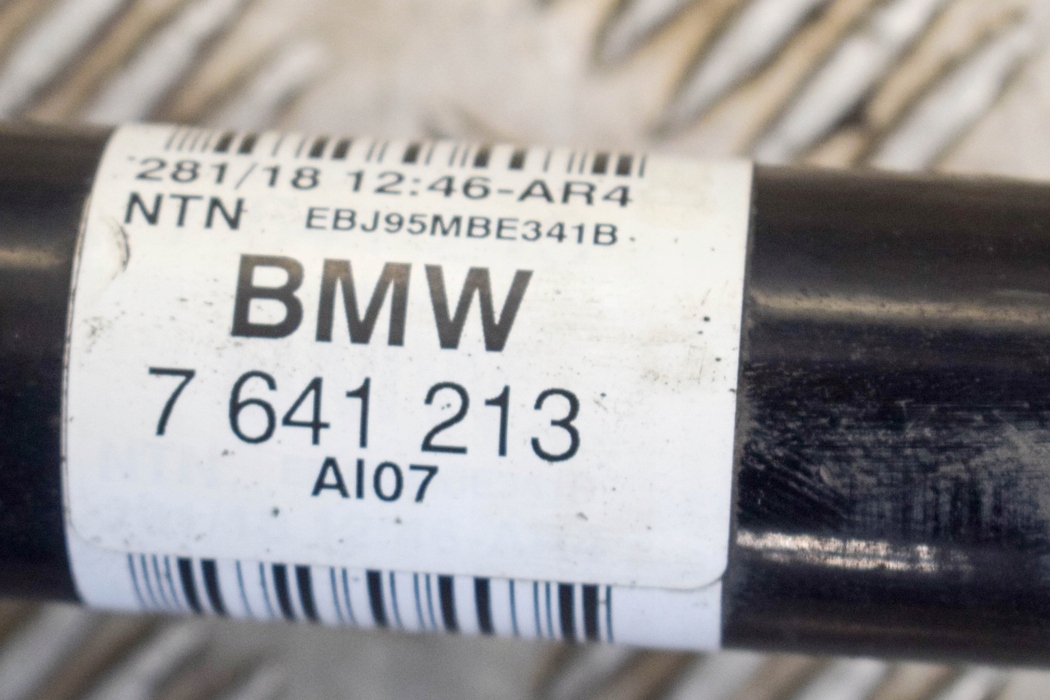 281/18 12:46-AR4
NTN EBJ95MBE341B
BMW
7 641 213
AI07